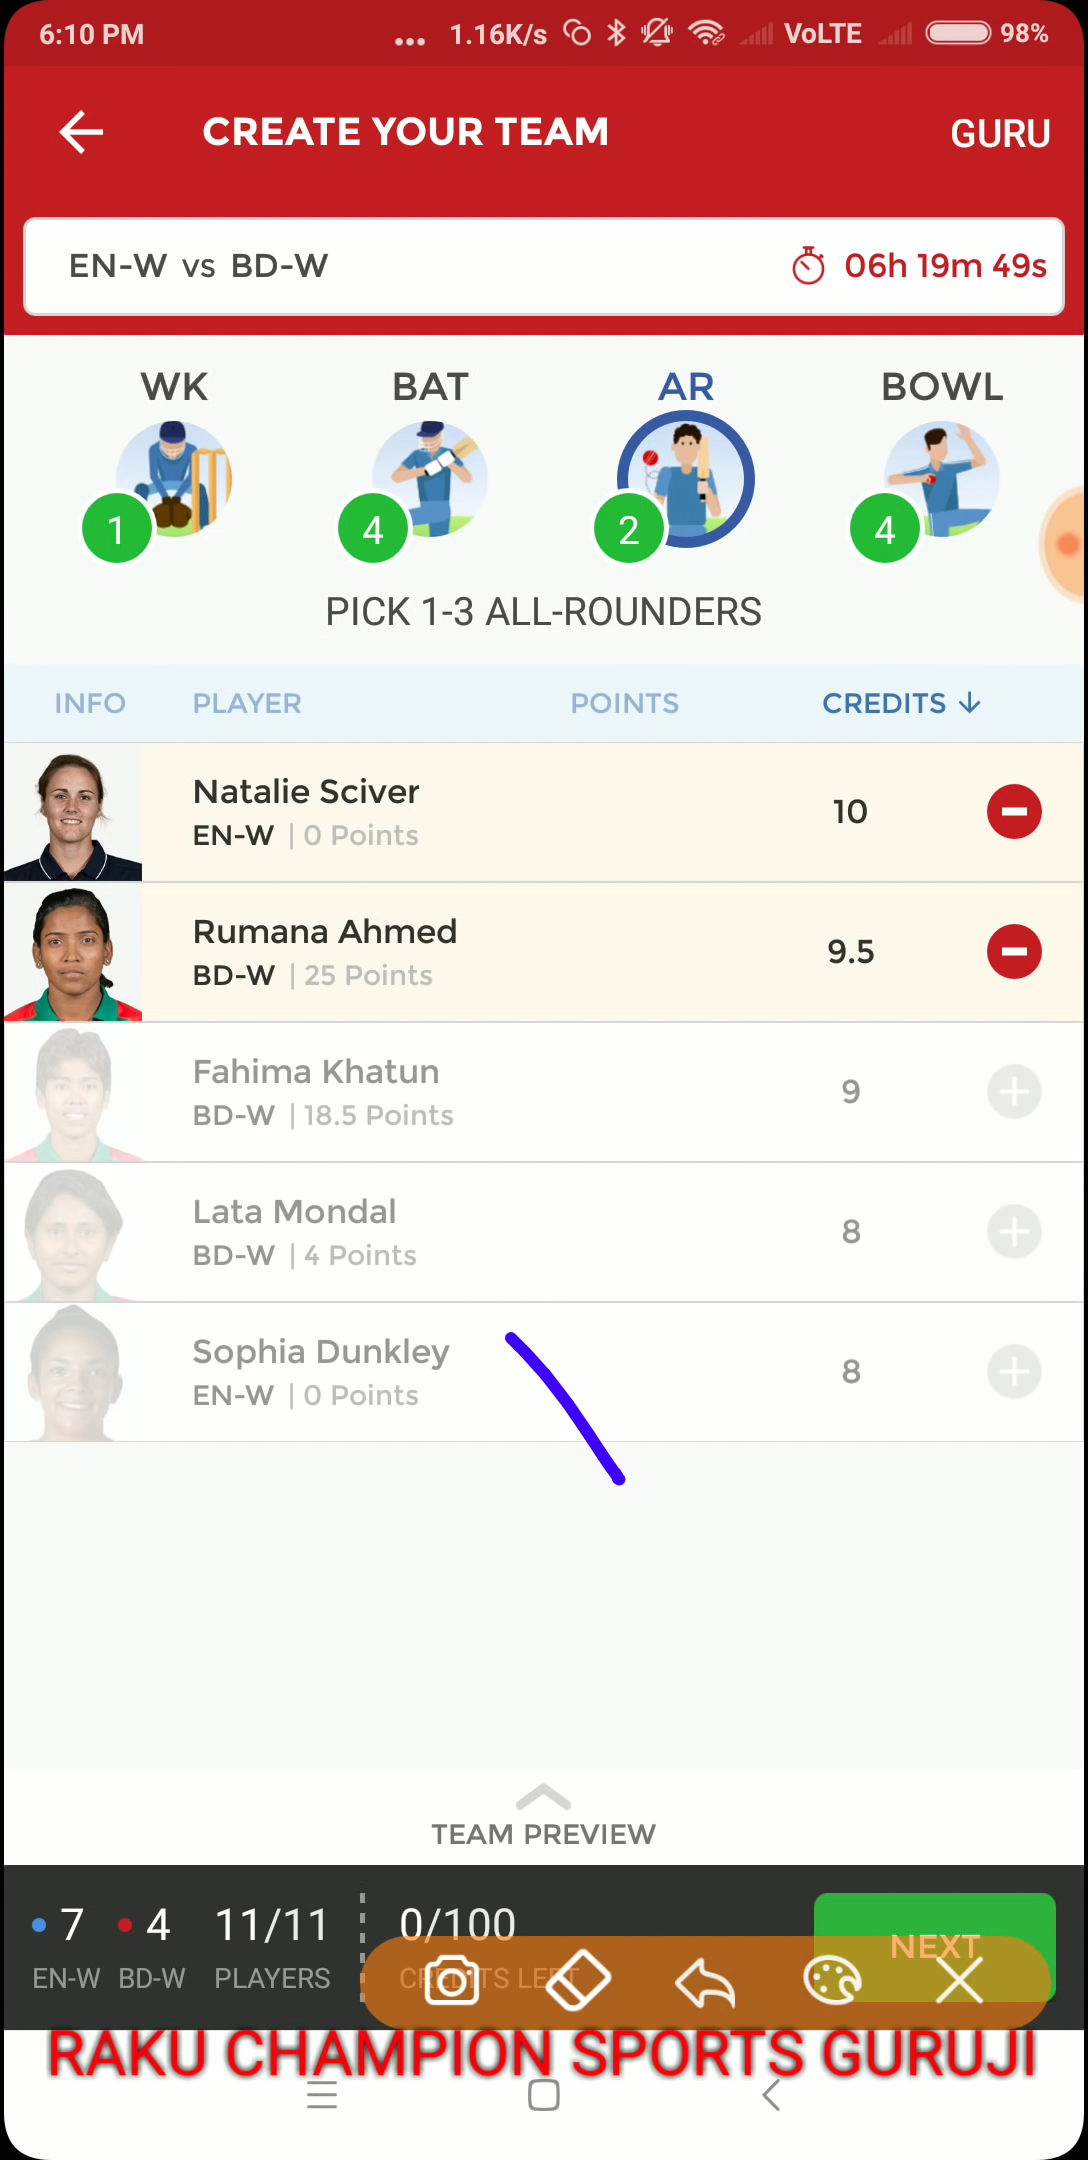 6:10 PM ... 1.16K/s VoLTE 98%
CREATE YOUR TEAM GURU
EN-W vs BD-W 06h 19m 49s
WK BAT AR BOWL
1 4 2 4
PICK 1-3 ALL-ROUNDERS
INFO PLAYER POINTS CREDITS
Natalie Sciver
EN-W | 0 Points 10
Rumana Ahmed
BD-W | 25 Points 9.5
Fahima Khatun
BD-W | 18.5 Points 9
Lata Mondal
BD-W | 4 Points 8
Sophia Dunkley
EN-W | 0 Points 8
TEAM PREVIEW
7 4 11/11 0/100 NEXT
EN-W BD-W PLAYERS CREDITS LEFT
RAKU CHAMPION SPORTS GURUJI